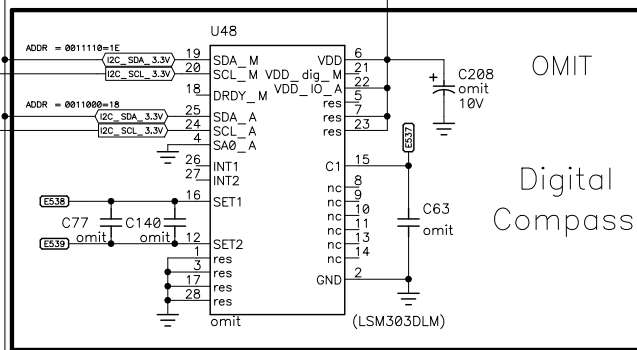 U48
ADDR = 0011110=1E
I2C_SDA_3.3V 19 SDA_M VDD 6
I2C_SCL_3.3V 20 SCL_M VDD_dig_M 21
18 DRDY_M VDD_IO_A 22
res 5
ADDR = 0011000=18
I2C_SDA_3.3V 25 SDA_A res 7
I2C_SCL_3.3V 24 SCL_A res 23
4 SA0_A
26 INT1 C1 15
27 INT2
nc 8
E538 16 SET1 nc 9
nc 10
C77 omit C140 omit
nc 11
nc 13
E539 12 SET2 nc 14
1 res
3 res GND 2
17 res
28 res
omit (LSM303DLM)
C208
omit
10V
E537
C63
omit
OMIT
Digital
Compass